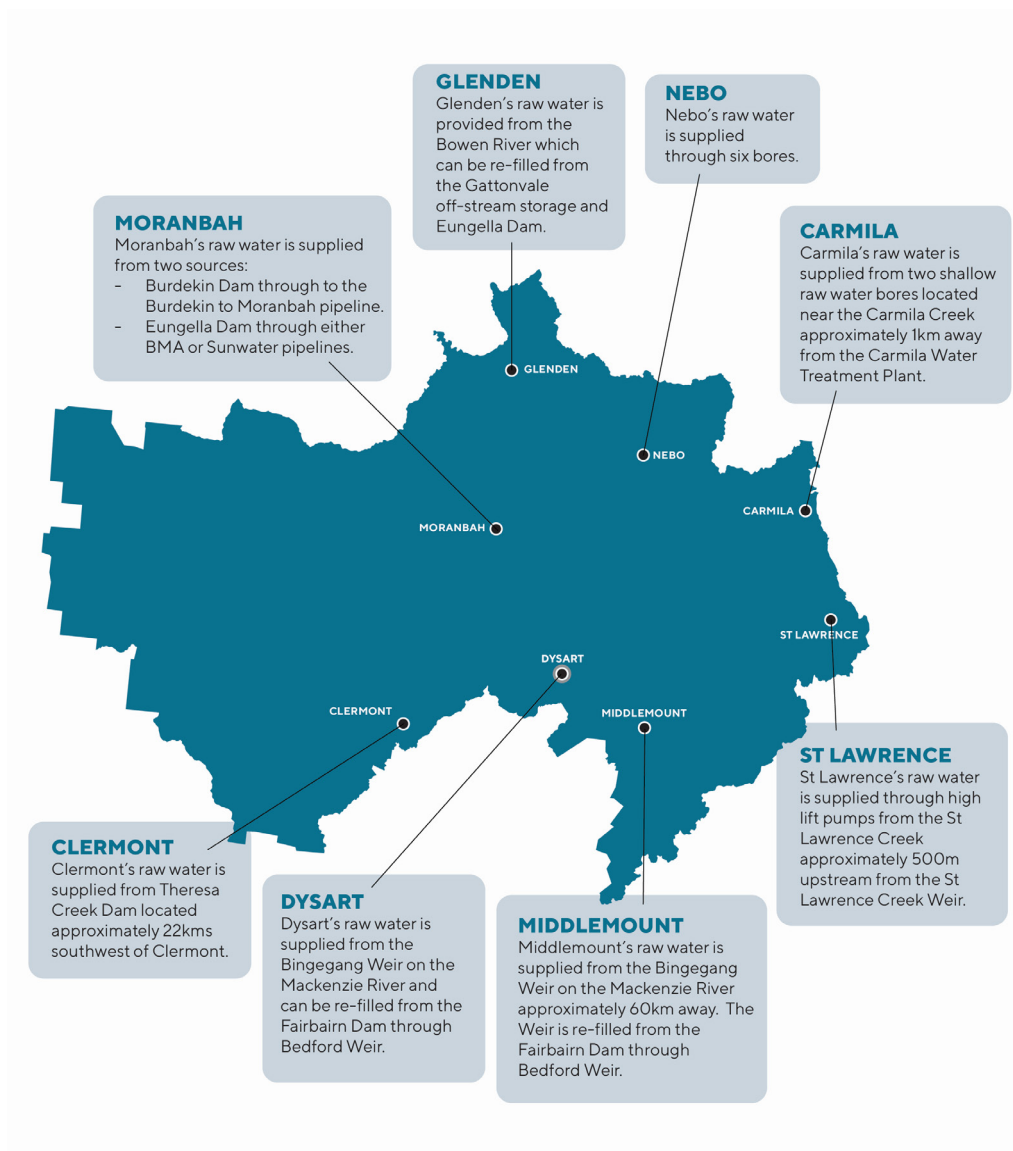 GLENDEN
Glenden's raw water is
provided from the
Bowen River which
can be re-filled from
the Gattonvale
off-stream storage and
Eungella Dam.
NEBO
Nebo's raw water
is supplied
through six bores.
MORANBAH
Moranbah's raw water is supplied
from two sources:
- Burdekin Dam through to the
Burdekin to Moranbah pipeline.
- Eungella Dam through either
BMA or Sunwater pipelines.
CARMILA
Carmila's raw water is
supplied from two shallow
raw water bores located
near the Carmila Creek
approximately 1km away
from the Carmila Water
Treatment Plant.
GLENDEN
NEBO
CARMILA
MORANBAH
ST LAWRENCE
DYSART
CLERMONT
MIDDLEMOUNT
ST LAWRENCE
St Lawrence's raw water
is supplied through high
lift pumps from the St
Lawrence Creek
approximately 500m
upstream from the St
Lawrence Creek Weir.
CLERMONT
Clermont's raw water is
supplied from Theresa
Creek Dam located
approximately 22kms
southwest of Clermont.
DYSART
Dysart's raw water is
supplied from the
Bingegang Weir on the
Mackenzie River and
can be re-filled from the
Fairbairn Dam through
Bedford Weir.
MIDDLEMOUNT
Middlemount's raw water is
supplied from the Bingegang
Weir on the Mackenzie River
approximately 60km away. The
Weir is re-filled from the
Fairbairn Dam through
Bedford Weir.